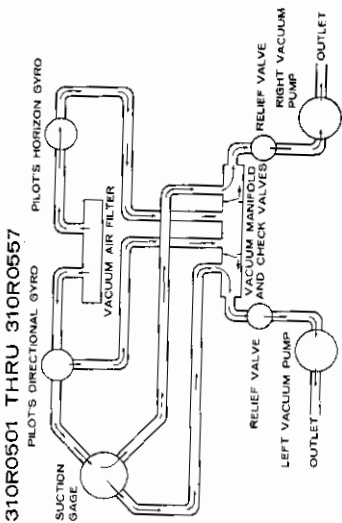 310R0501 THRU 310R0557
PILOT'S DIRECTIONAL GYRO
PILOT'S HORIZON GYRO
SUCTION
GAGE
VACUUM AIR FILTER
VACUUM MANIFOLD
AND CHECK VALVES
RELIEF VALVE
LEFT VACUUM PUMP
OUTLET
RELIEF VALVE
RIGHT VACUUM
PUMP
OUTLET